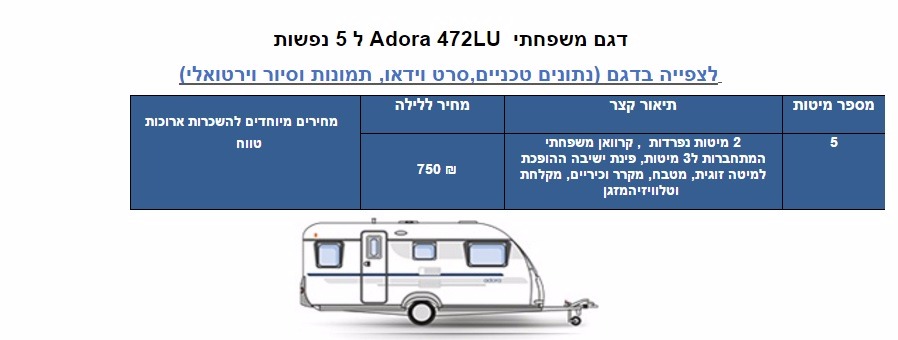 דגם משפחתי Adora 472LU ל 5 נפשות
לצפייה בדגם (נתונים טכניים,סרט וידאו, תמונות וסיור וירטואלי)
מספר מיטות
תיאור קצר
מחיר ללילה
מחירים מיוחדים להשכרות ארוכות
טווח
5
2 מיטות נפרדות , קרוואן משפחתי
המתחברות ל3 מיטות, פינת ישיבה ההופכת
למיטה זוגית, מטבח, מקרר וכיריים, מקלחת
וטלוויזיהמזגן
750 ₪
adora